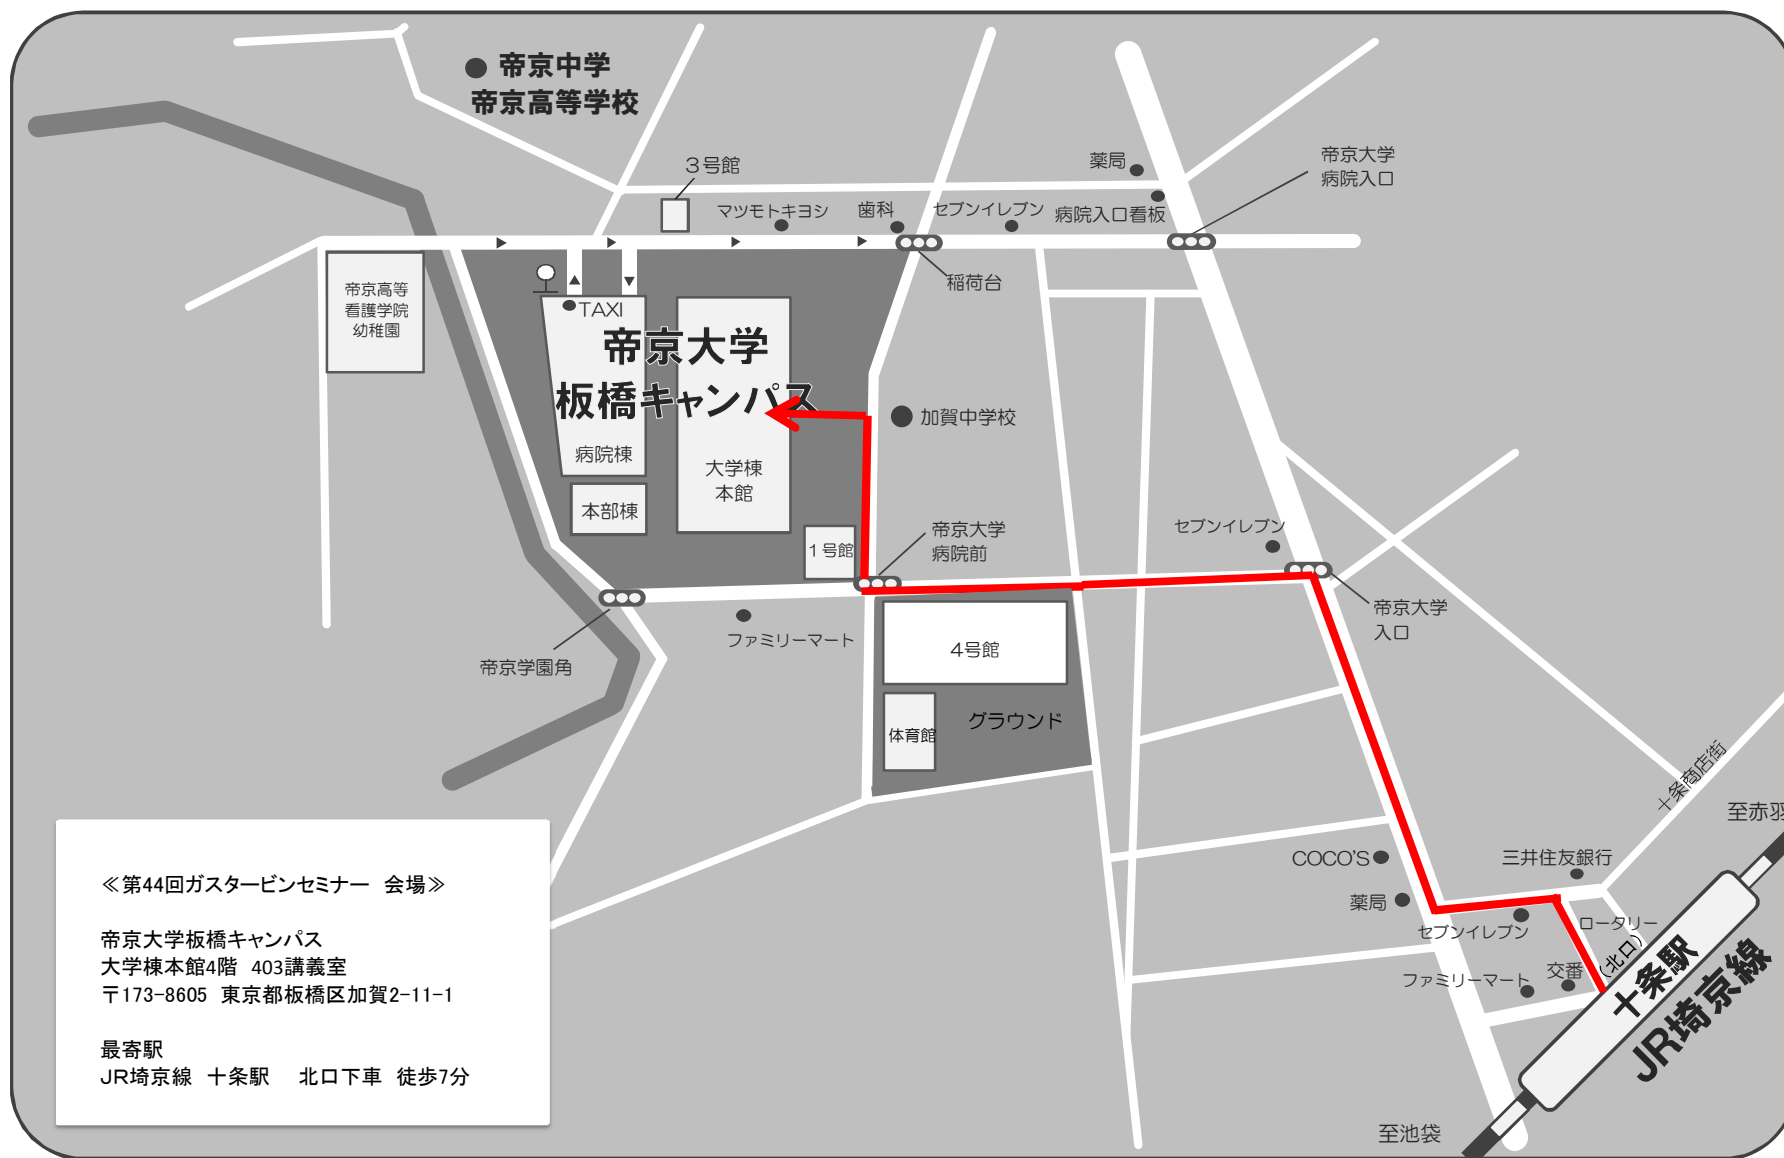 帝京中学
帝京高等学校
3号館
マツモトキヨシ
歯科
セブンイレブン
薬局
病院入口看板
帝京大学
病院入口
稲荷台
帝京高等
看護学院
幼稚園
TAXI
帝京大学
板橋キャンパス
病院棟
大学棟
本館
本部棟
1号館
加賀中学校
帝京大学
病院前
セブンイレブン
帝京大学
入口
ファミリーマート
帝京学園角
4号館
体育館
グラウンド
十条商店街
至赤羽
COCO'S
薬局
三井住友銀行
セブンイレブン
ロータリー
(北口)
交番
ファミリーマート
十条駅
JR埼京線
至池袋
≪第44回ガスタービンセミナー 会場≫
帝京大学板橋キャンパス
大学棟本館4階 403講義室
〒173-8605 東京都板橋区加賀2-11-1
最寄駅
JR埼京線 十条駅 北口下車 徒歩7分